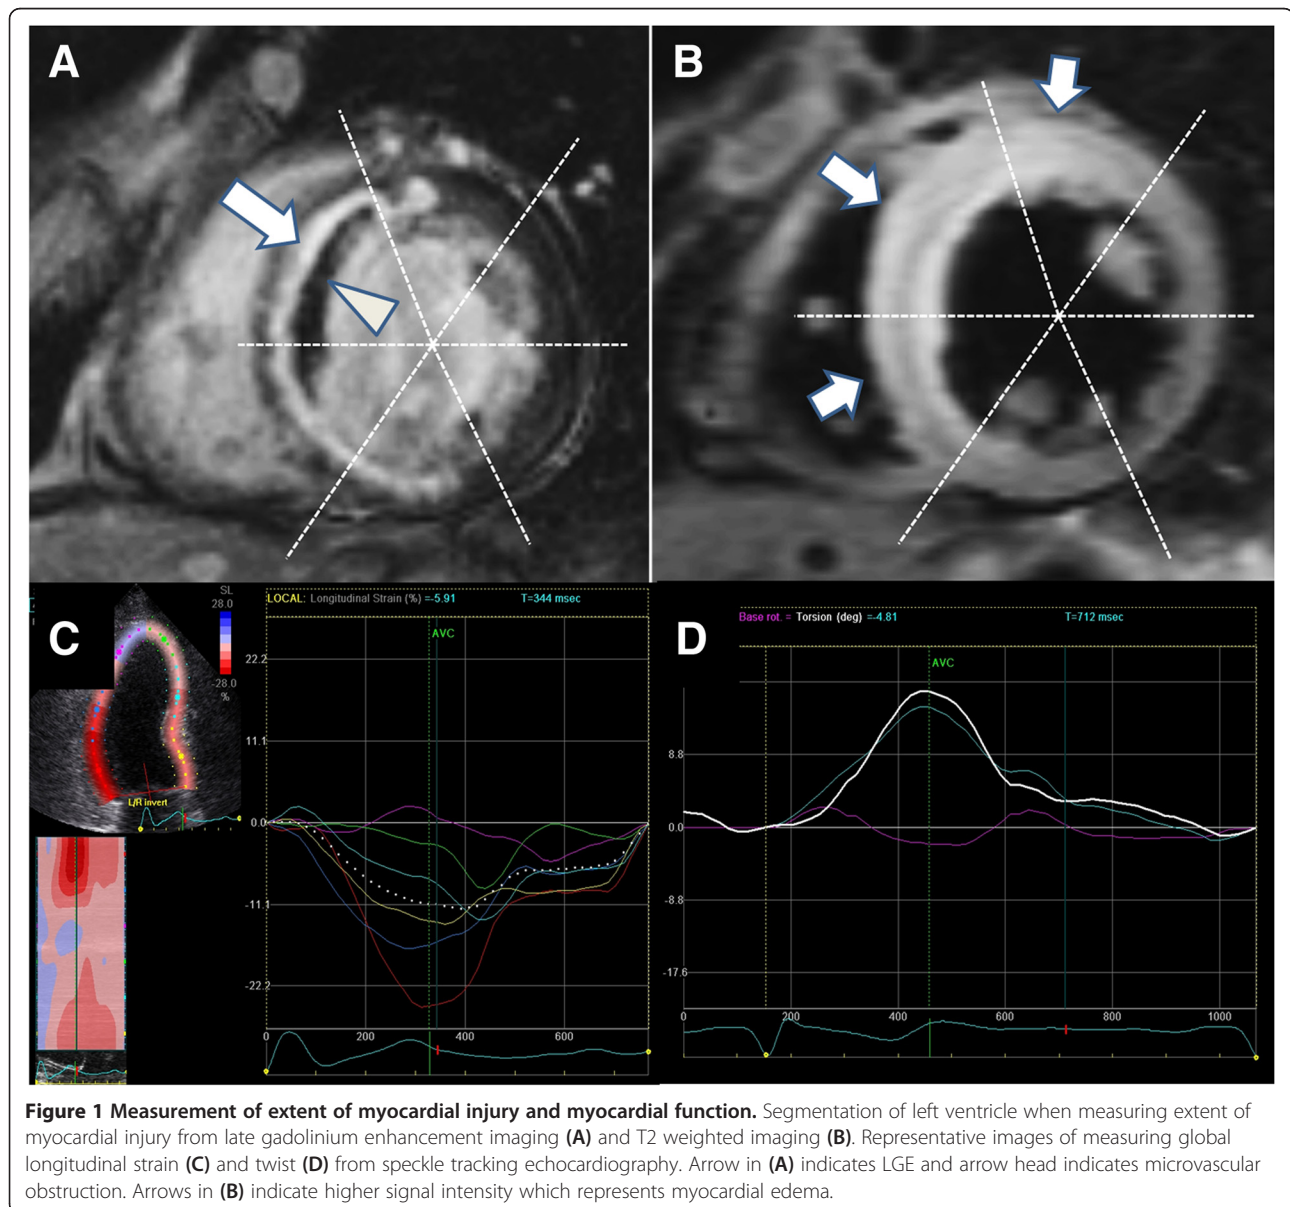 A
B
C
SL
28.0
-28.0
%
L/R invert
LOCAL: Longitudinal Strain (%) =-5.91 T=344 msec
AVC
22.2
11.1
0.0
-11.1
-22.2
0 200 400 600
D
Base rot. = Torsion (deg) =-4.81 T=712 msec
AVC
8.8
0.0
-8.8
-17.6
0 200 400 600 800 1000
Figure 1 Measurement of extent of myocardial injury and myocardial function. Segmentation of left ventricle when measuring extent of
myocardial injury from late gadolinium enhancement imaging (A) and T2 weighted imaging (B). Representative images of measuring global
longitudinal strain (C) and twist (D) from speckle tracking echocardiography. Arrow in (A) indicates LGE and arrow head indicates microvascular
obstruction. Arrows in (B) indicate higher signal intensity which represents myocardial edema.